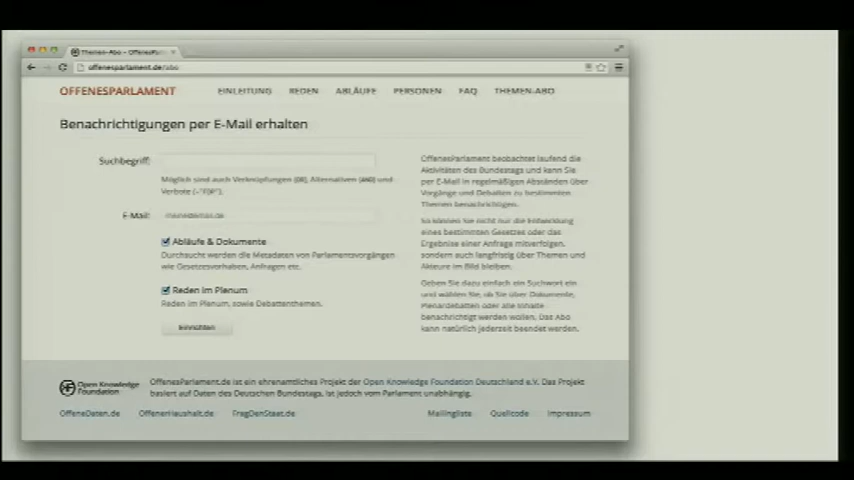 Themen-Abo - OffenesParl
offenesparlament.de/abo
OFFENESPARLAMENT EINLEITUNG REDEN ABLÄUFE PERSONEN FAQ THEMEN-ABO
Benachrichtigungen per E-Mail erhalten
Suchbegriff:
Möglich sind auch Verknüpfungen (OR), Alternativen (AND) und
Verbote
E-Mail:
Abläufe & Dokumente
Durchsucht werden die Metadaten von Parlamentsvorgängen
wie Gesetzesvorhaben, Anfragen etc.
Reden im Plenum
Reden im Plenum, sowie Debattenthemen.
Einrichten
OffenesParlament beobachtet laufend die
Aktivitäten des Bundestags und kann Sie
per E-Mail in regelmäßigen Abständen über
Vorgänge und Debatten zu bestimmten
Themen benachrichtigen.
So können Sie nicht nur die Entwicklung
eines bestimmten Gesetzes oder das
Ergebnise einer Anfrage mitverfolgen,
sondern auch langfristig über Themen und
Akteure im Bild bleiben.
Geben Sie dazu einfach ein Suchwort ein
und wählen Sie, ob Sie über Dokumente,
Plenardebatten oder alle Inhalte
benachrichtigt werden wollen. Das Abo
kann natürlich jederzeit beendet werden.
Open Knowledge
Foundation
OffenesParlament.de ist ein ehrenamtliches Projekt der Open Knowledge Foundation Deutschland e.V. Das Projekt
basiert auf Daten des Deutschen Bundestags, ist jedoch vom Parlament unabhängig.
OffeneDaten.de OffenerHaushalt.de FragDenStaat.de Mailingliste Quellcode Impressum